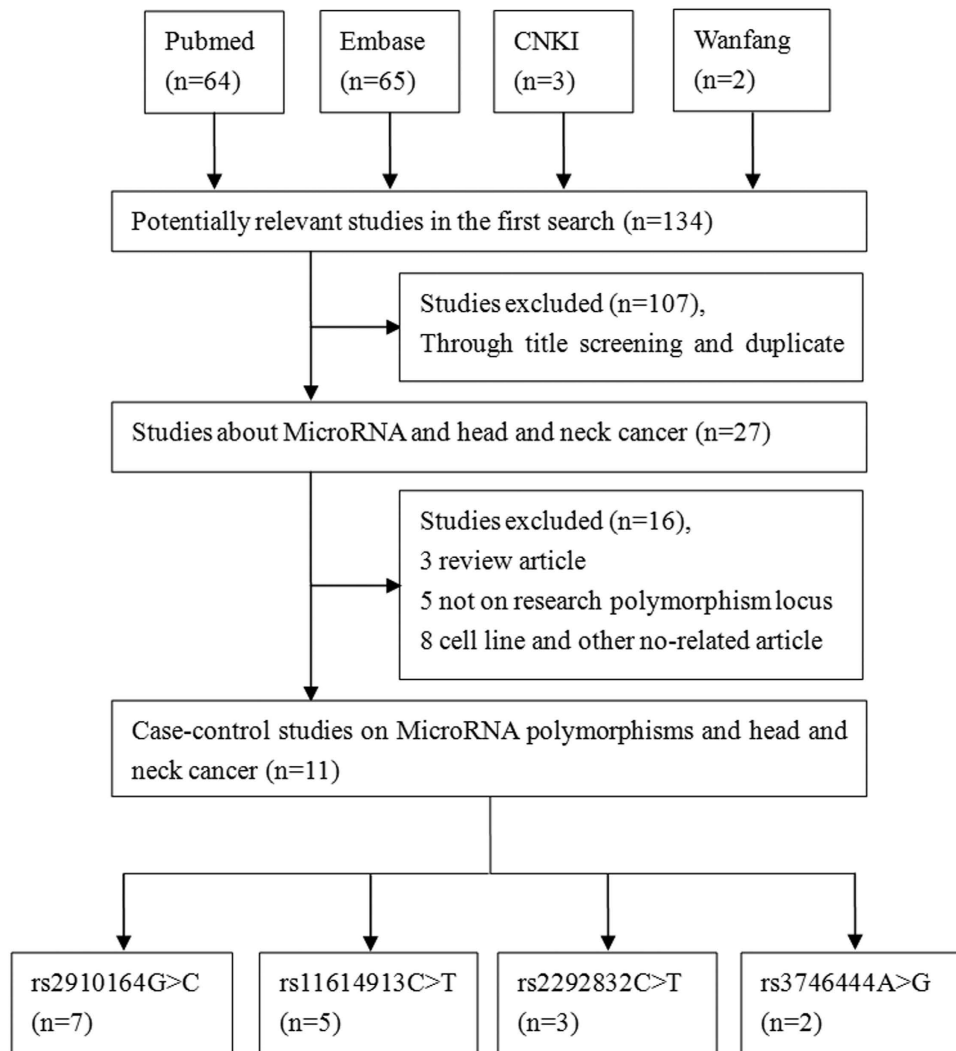 Pubmed
(n=64)
Embase
(n=65)
CNKI
(n=3)
Wanfang
(n=2)
Potentially relevant studies in the first search (n=134)
Studies excluded (n=107),
Through title screening and duplicate
Studies about MicroRNA and head and neck cancer (n=27)
Studies excluded (n=16),
3 review article
5 not on research polymorphism locus
8 cell line and other no-related article
Case-control studies on MicroRNA polymorphisms and head and
neck cancer (n=11)
rs2910164G>C
(n=7)
rs11614913C>T
(n=5)
rs2292832C>T
(n=3)
rs3746444A>G
(n=2)